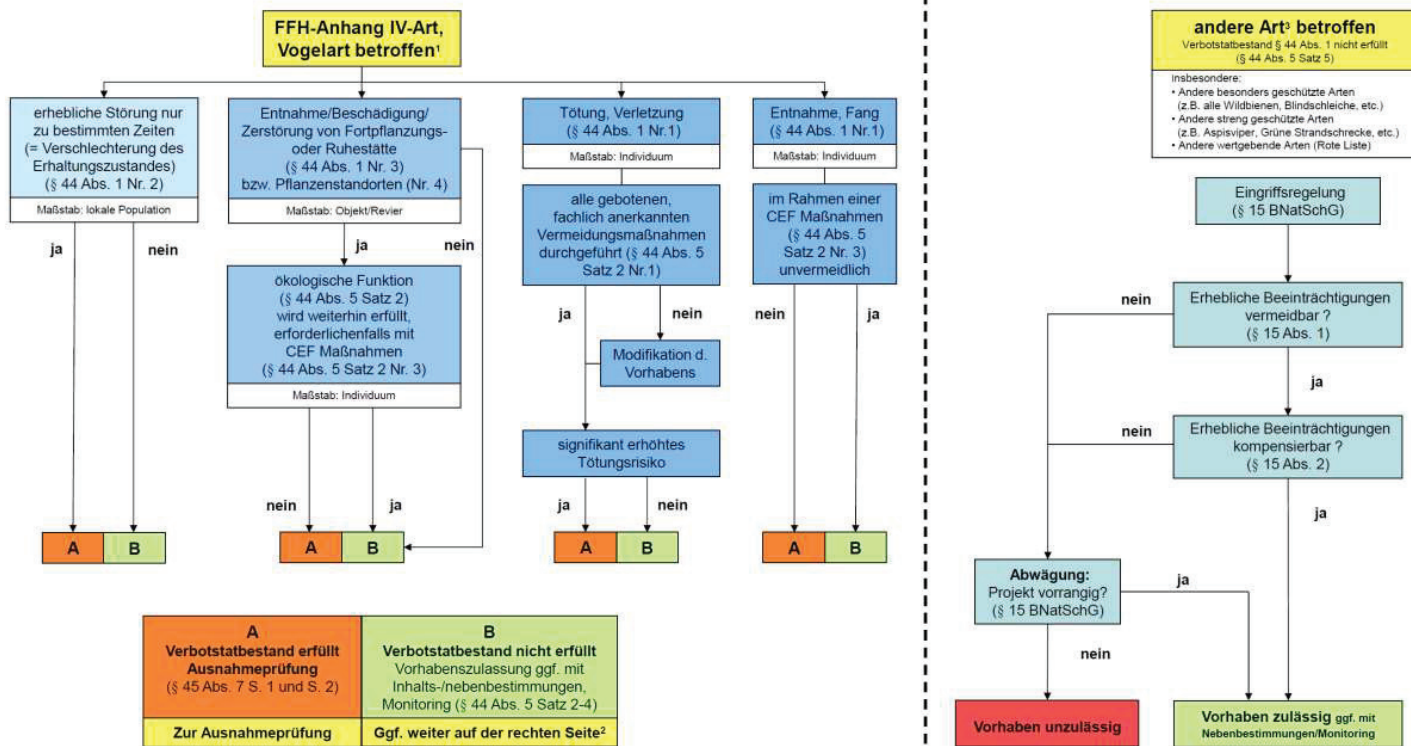 FFH-Anhang IV-Art,
Vogelart betroffen¹
erhebliche Störung nur
zu bestimmten Zeiten
(= Verschlechterung des
Erhaltungszustandes)
(§ 44 Abs. 1 Nr. 2)
Maßstab: lokale Population
ja
nein
Entnahme/Beschädigung/
Zerstörung von Fortpflanzungs-
oder Ruhestätte
(§ 44 Abs. 1 Nr. 3)
bzw. Pflanzenstandorten (Nr. 4)
Maßstab: Objekt/Revier
ja
nein
ökologische Funktion
(§ 44 Abs. 5 Satz 2)
wird weiterhin erfüllt,
erforderlichenfalls mit
CEF Maßnahmen
(§ 44 Abs. 5 Satz 2 Nr. 3)
Maßstab: Individuum
nein
ja
Tötung, Verletzung
(§ 44 Abs. 1 Nr.1)
Maßstab: Individuum
alle gebotenen,
fachlich anerkannten
Vermeidungsmaßnahmen
durchgeführt (§ 44 Abs. 5
Satz 2 Nr.1)
ja
nein
Modifikation d.
Vorhabens
signifikant erhöhtes
Tötungsrisiko
ja
nein
Entnahme, Fang
(§ 44 Abs. 1 Nr.1)
Maßstab: Individuum
im Rahmen einer
CEF Maßnahmen
(§ 44 Abs. 5
Satz 2 Nr. 3)
unvermeidlich
nein
ja
A
B
A
B
A
B
A
B
A
Verbotstatbestand erfüllt
Ausnahmeprüfung
(§ 45 Abs. 7 S. 1 und S. 2)
Zur Ausnahmeprüfung
B
Verbotstatbestand nicht erfüllt
Vorhabenszulassung ggf. mit
Inhalts-/nebenbestimmungen,
Monitoring (§ 44 Abs. 5 Satz 2-4)
Ggf. weiter auf der rechten Seite²
andere Art³ betroffen
Verbotstatbestand § 44 Abs. 1 nicht erfüllt
(§ 44 Abs. 5 Satz 5)
Insbesondere:
• Andere besonders geschützte Arten
(z.B. alle Wildbienen, Blindschleiche, etc.)
• Andere streng geschützte Arten
(z.B. Aspisviper, Grüne Strandschrecke, etc.)
• Andere wertgebende Arten (Rote Liste)
Eingriffsregelung
(§ 15 BNatSchG)
nein
Erhebliche Beeinträchtigungen
vermeidbar ?
(§ 15 Abs. 1)
ja
nein
Erhebliche Beeinträchtigungen
kompensierbar ?
(§ 15 Abs. 2)
ja
Abwägung:
Projekt vorrangig?
(§ 15 BNatSchG)
ja
nein
Vorhaben unzulässig
Vorhaben zulässig ggf. mit
Nebenbestimmungen/Monitoring